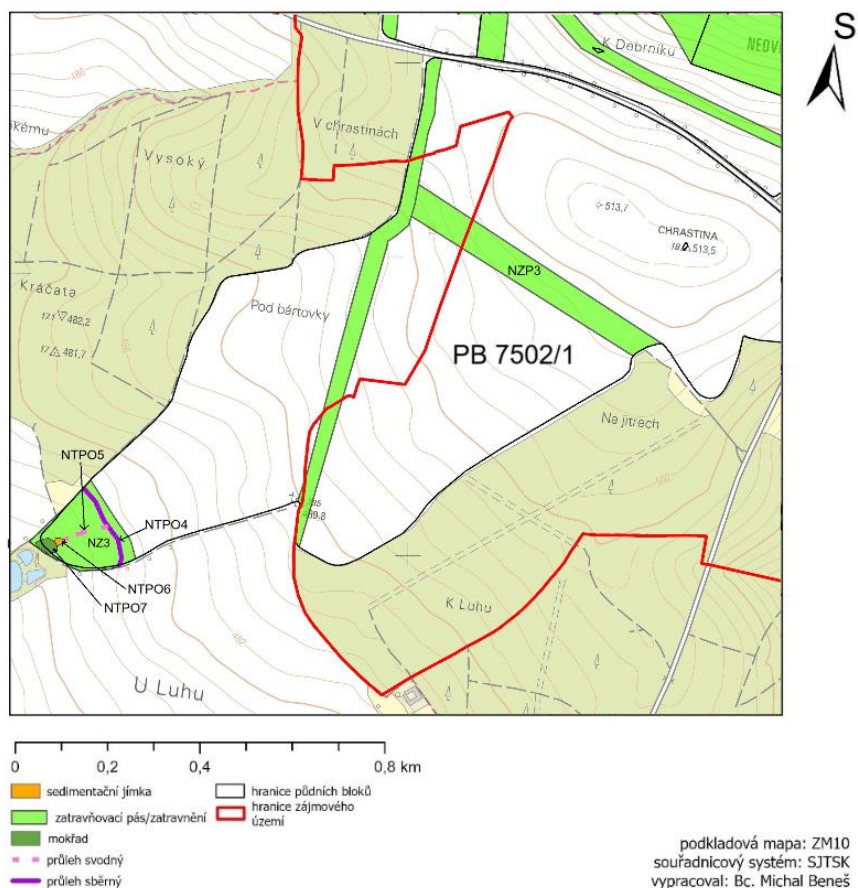 S
K Debrníku
NEOV
V chrastinách
okému
Vysoký
513,7
CHRASTINA
513,5
NZP3
Kráčata
482,2
481,7
Pod bártovky
PB 7502/1
Na jitrech
NTPO5
NTPO4
NZ3
NTPO6
NTPO7
K Luhu
482
U Luhu
0 0,2 0,4 0,8 km
sedimentační jímka
zatravňovací pás/zatravnění
mokřad
průleh svodný
průleh sběrný
hranice půdních bloků
hranice zájmového
území
podkladová mapa: ZM10
souřadnicový systém: SJTSK
vypracoval: Bc. Michal Beneš